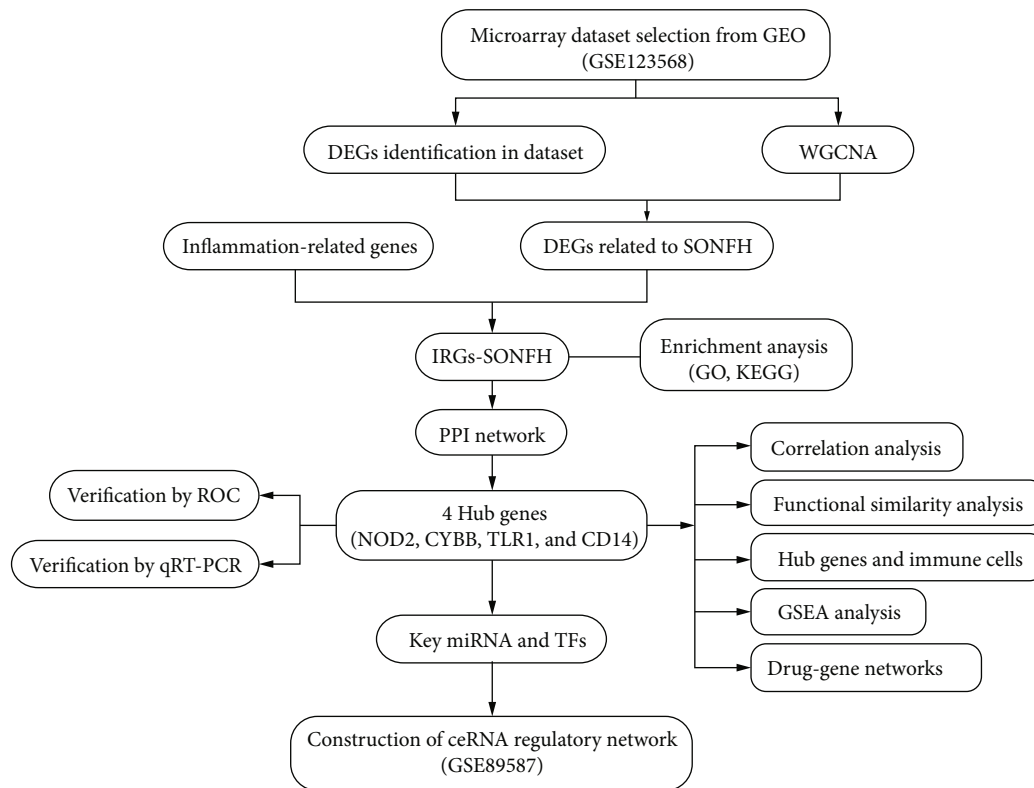 Microarray dataset selection from GEO
(GSE123568)
DEGs identification in dataset
WGCNA
Inflammation-related genes
DEGs related to SONFH
IRGs-SONFH
Enrichment anaysis
(GO, KEGG)
PPI network
Correlation analysis
Verification by ROC
4 Hub genes
(NOD2, CYBB, TLR1, and CD14)
Functional similarity analysis
Verification by qRT-PCR
Hub genes and immune cells
GSEA analysis
Key miRNA and TFs
Drug-gene networks
Construction of ceRNA regulatory network
(GSE89587)